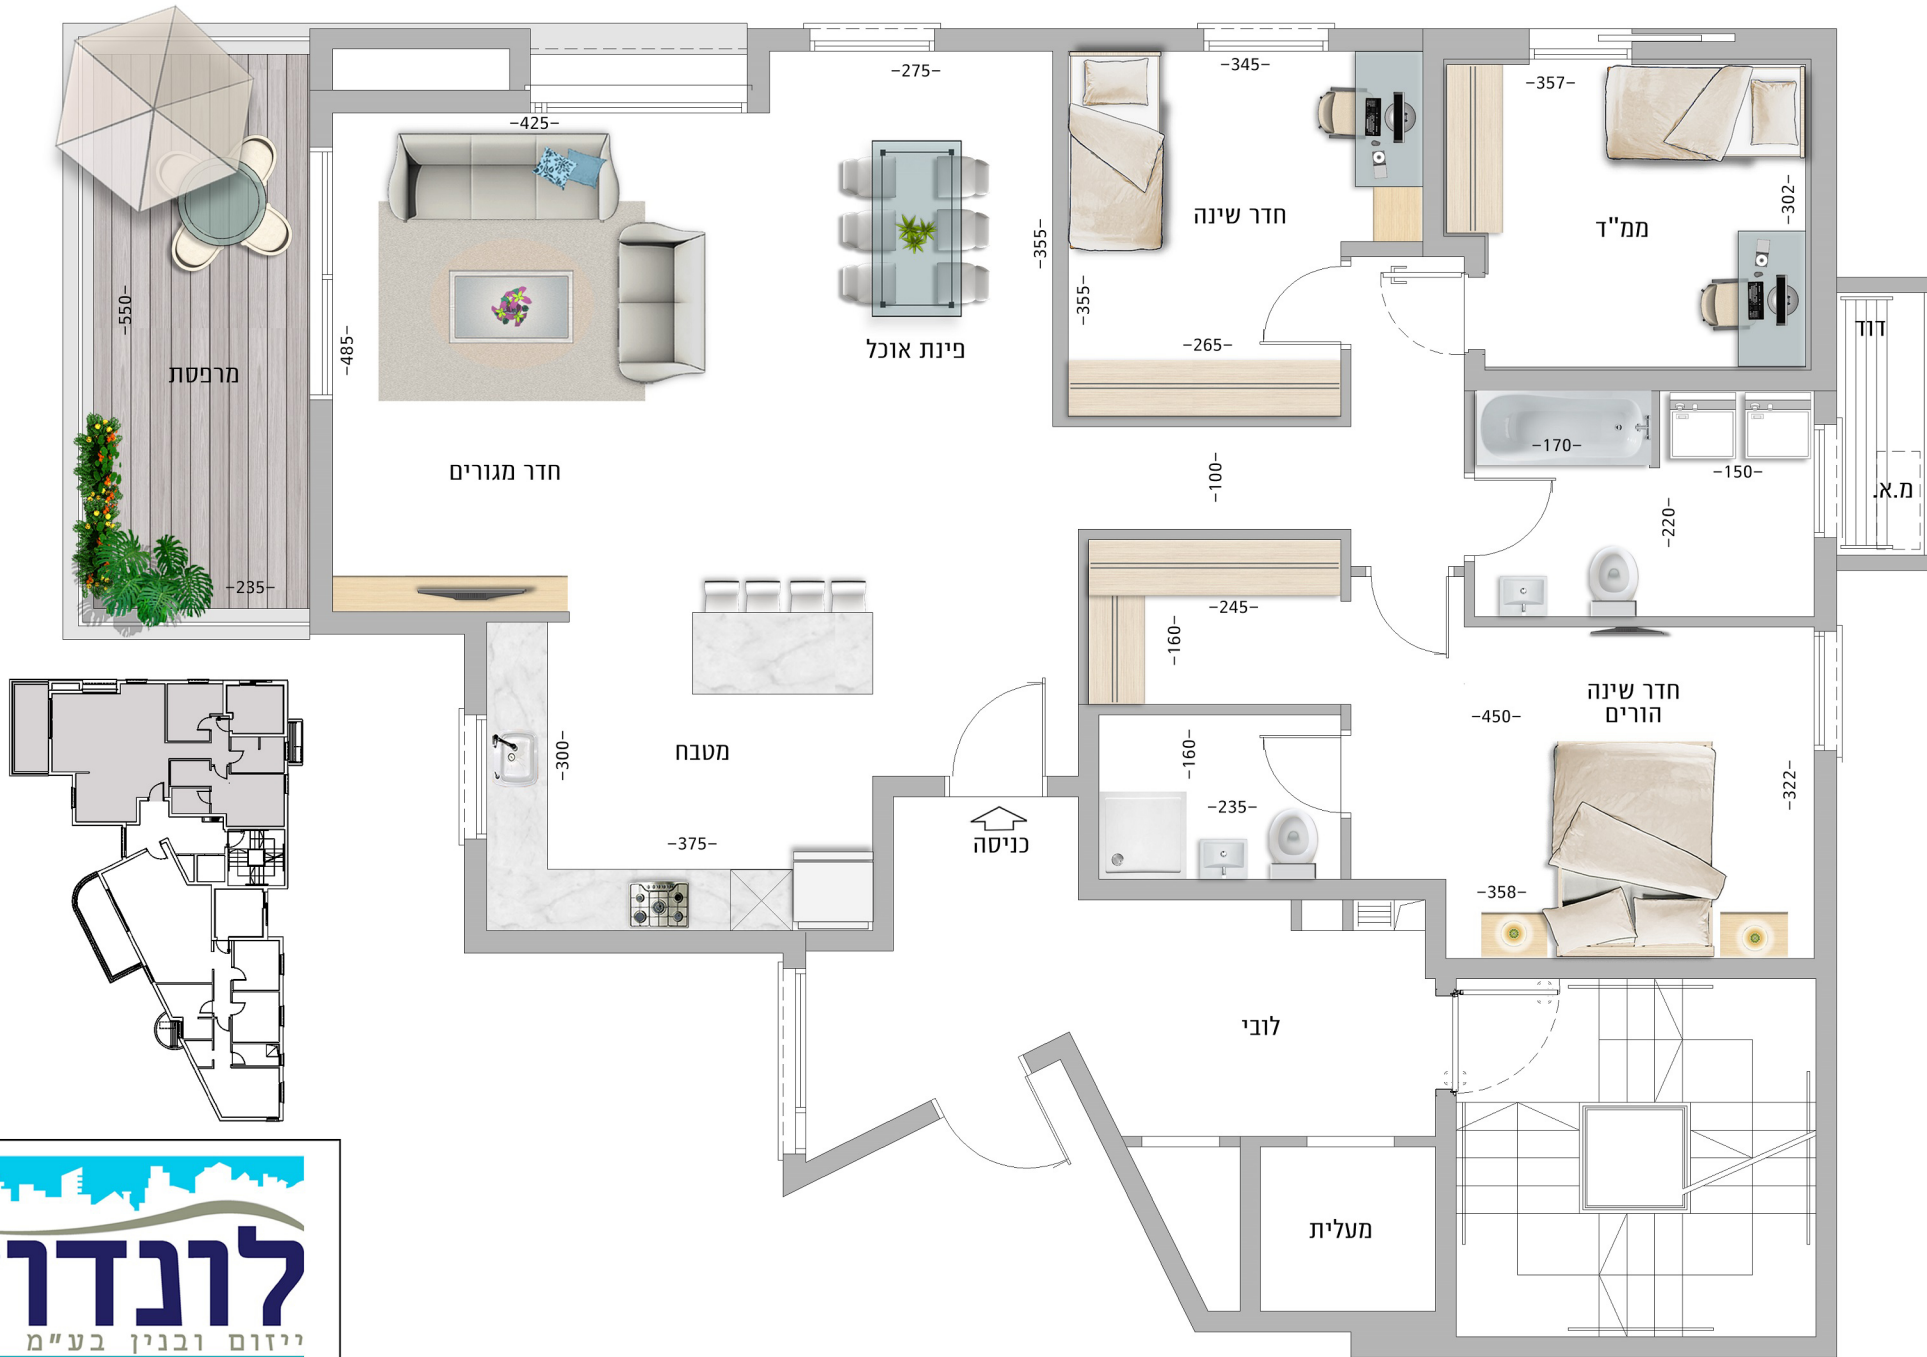 -275-
-345-
-357-
-425-
-302-
חדר שינה
ממ"ד
-355-
-355-
-550-
-485-
דוד
-265-
פינת אוכל
מרפסת
-170-
-150-
חדר מגורים
-100-
מ.א.
-220-
-235-
-245-
-160-
חדר שינה
הורים
-450-
מטבח
-300-
-160-
-322-
-235-
-375-
כניסה
-358-
לובי
מעלית
לונדו
ייזום ובנין בע"מ